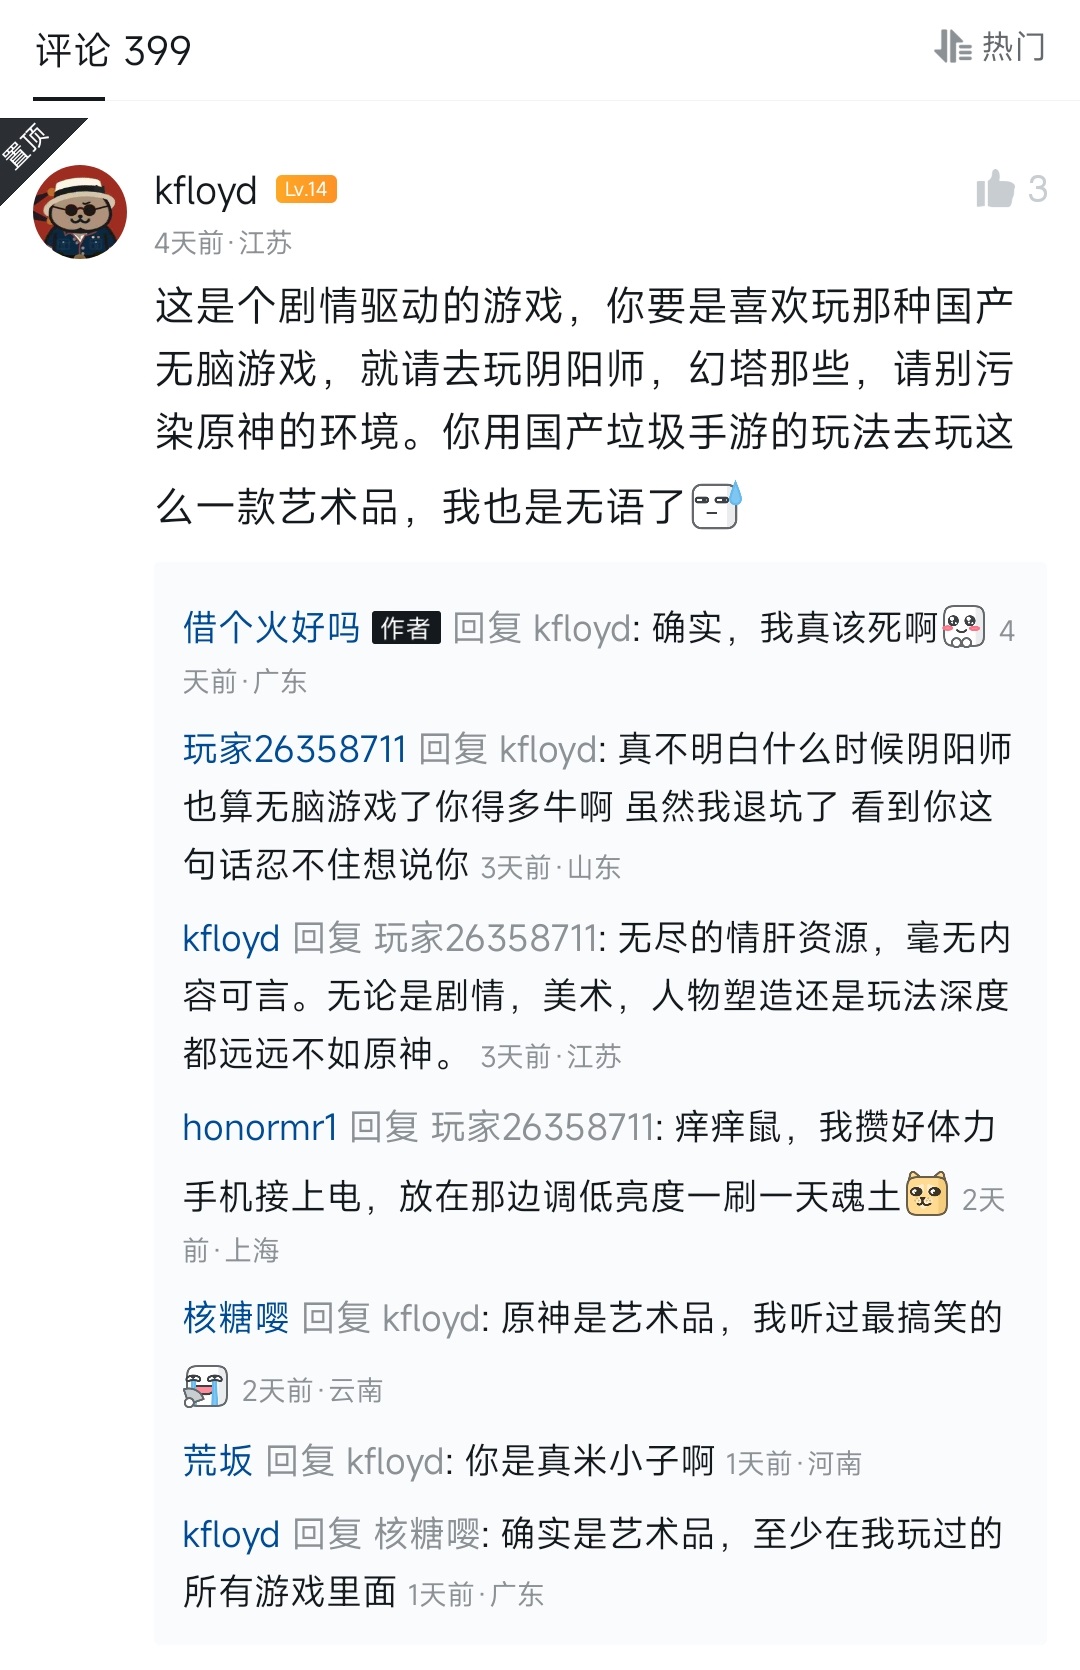 评论 399
热门
置顶
kfloyd Lv.14
3
4天前·江苏
这是个剧情驱动的游戏，你要是喜欢玩那种国产
无脑游戏，就请去玩阴阳师，幻塔那些，请别污
染原神的环境。你用国产垃圾手游的玩法去玩这
么一款艺术品，我也是无语了
借个火好吗 作者 回复 kfloyd: 确实，我真该死啊 4
天前·广东
玩家26358711 回复 kfloyd: 真不明白什么时候阴阳师
也算无脑游戏了你得多牛啊 虽然我退坑了 看到你这
句话忍不住想说你 3天前·山东
kfloyd 回复 玩家26358711: 无尽的情肝资源，毫无内
容可言。无论是剧情，美术，人物塑造还是玩法深度
都远远不如原神。 3天前·江苏
honormr1 回复 玩家26358711: 痒痒鼠，我攒好体力
手机接上电，放在那边调低亮度一刷一天魂土 2天
前·上海
核糖嘤 回复 kfloyd: 原神是艺术品，我听过最搞笑的
2天前·云南
荒坂 回复 kfloyd: 你是真米小子啊 1天前·河南
kfloyd 回复 核糖嘤: 确实是艺术品，至少在我玩过的
所有游戏里面 1天前·广东